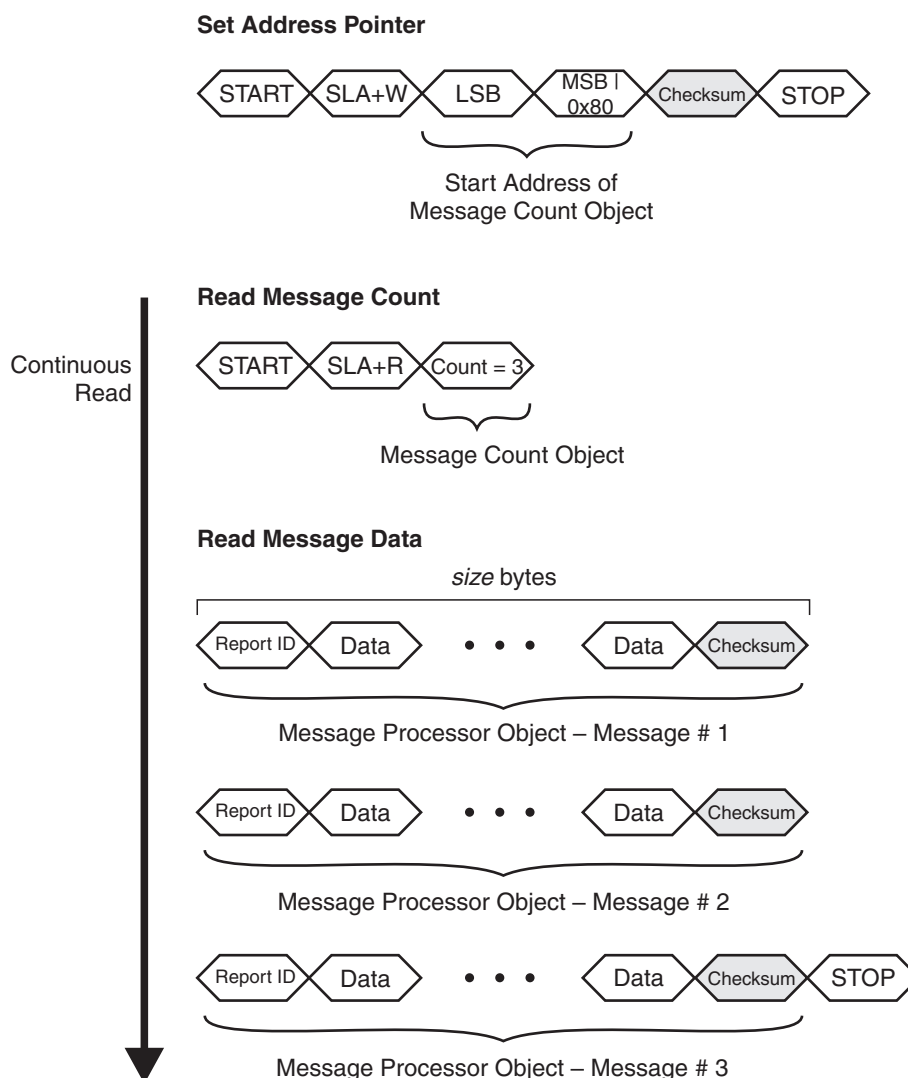 Set Address Pointer
START SLA+W LSB MSB | 0x80 Checksum STOP
Start Address of
Message Count Object
Read Message Count
Continuous
Read
START SLA+R Count = 3
Message Count Object
Read Message Data
size bytes
Report ID Data • • • Data Checksum
Message Processor Object – Message # 1
Report ID Data • • • Data Checksum
Message Processor Object – Message # 2
Report ID Data • • • Data Checksum STOP
Message Processor Object – Message # 3